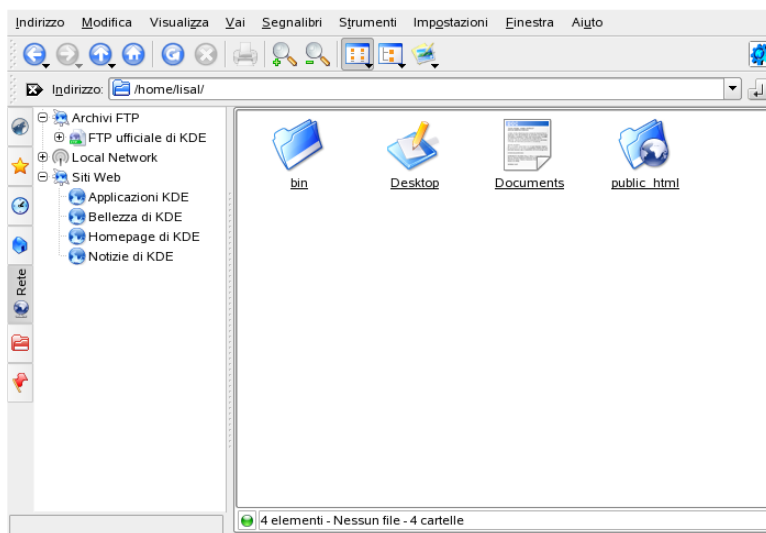 Indirizzo Modifica Visualizza Vai Segnalibri Strumenti Impostazioni Finestra Aiuto
Indirizzo: /home/lisal/
Archivi FTP
FTP ufficiale di KDE
Local Network
Siti Web
Applicazioni KDE
Bellezza di KDE
Homepage di KDE
Notizie di KDE
Rete
bin Desktop Documents public_html
4 elementi - Nessun file - 4 cartelle